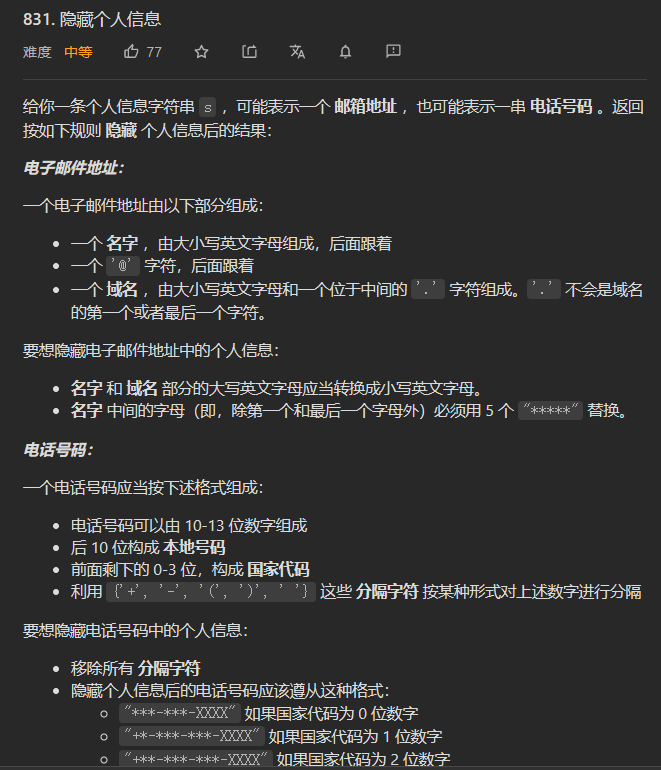 831. 隐藏个人信息
难度 中等 77
给你一条个人信息字符串 s ，可能表示一个 邮箱地址 ，也可能表示一串 电话号码 。返回
按如下规则 隐藏 个人信息后的结果：
电子邮件地址：
一个电子邮件地址由以下部分组成：
一个 名字 ，由大小写英文字母组成，后面跟着
一个 '@' 字符，后面跟着
一个 域名 ，由大小写英文字母和一个位于中间的 '.' 字符组成。'.' 不会是域名
的第一个或者最后一个字符。
要想隐藏电子邮件地址中的个人信息：
名字 和 域名 部分的大写英文字母应当转换成小写英文字母。
名字 中间的字母（即，除第一个和最后一个字母外）必须用 5 个 "*****" 替换。
电话号码：
一个电话号码应当按下述格式组成：
电话号码可以由 10-13 位数字组成
后 10 位构成 本地号码
前面剩下的 0-3 位，构成 国家代码
利用 {'+', '-', '(', ')', ' '} 这些 分隔字符 按某种形式对上述数字进行分隔
要想隐藏电话号码中的个人信息：
移除所有 分隔字符
隐藏个人信息后的电话号码应该遵从这种格式：
"***-***-XXXX" 如果国家代码为 0 位数字
"+*-***-***-XXXX" 如果国家代码为 1 位数字
"+**-***-***-XXXX" 如果国家代码为 2 位数字